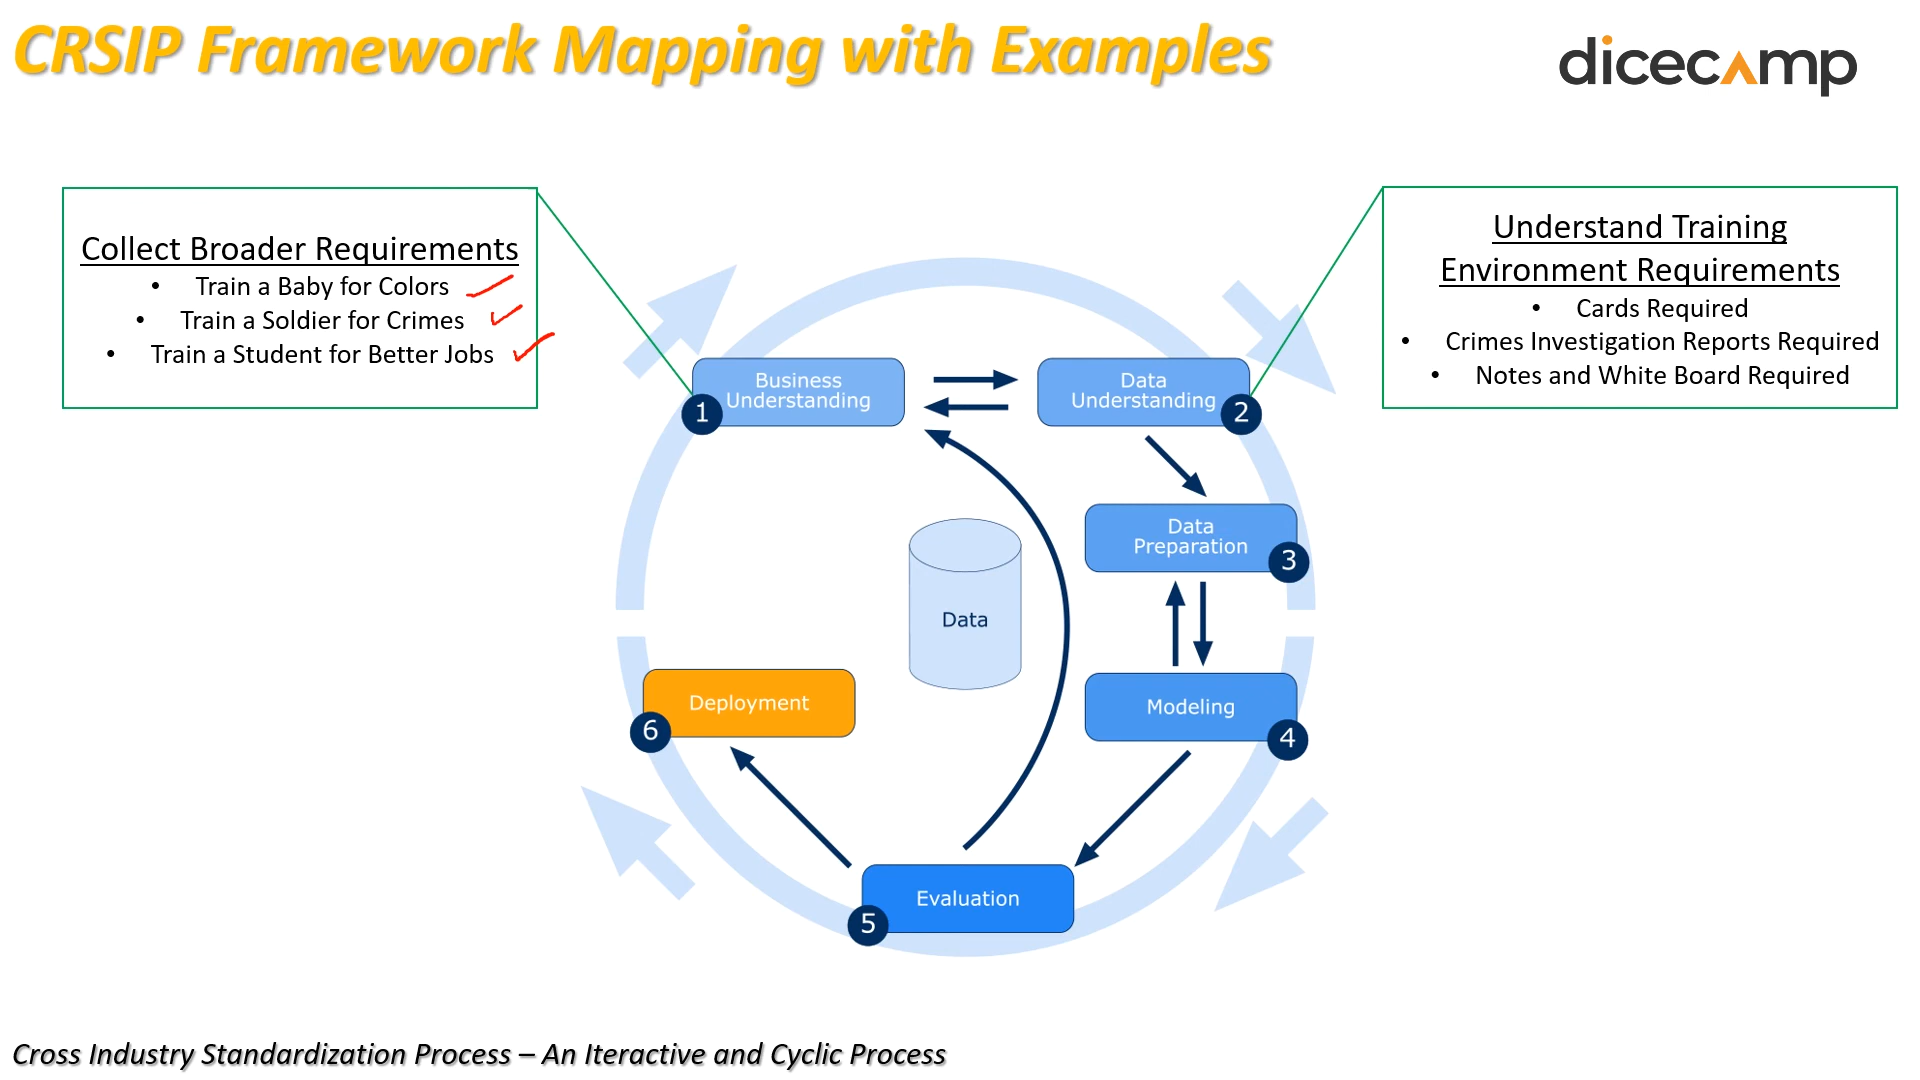 CRSIP Framework Mapping with Examples
dicecamp
Collect Broader Requirements
• Train a Baby for Colors
• Train a Soldier for Crimes
• Train a Student for Better Jobs
Understand Training
Environment Requirements
• Cards Required
• Crimes Investigation Reports Required
• Notes and White Board Required
Business
Understanding
1
Data
Understanding
2
Data
Preparation
3
Data
Modeling
4
Deployment
6
Evaluation
5
Cross Industry Standardization Process – An Iteractive and Cyclic Process